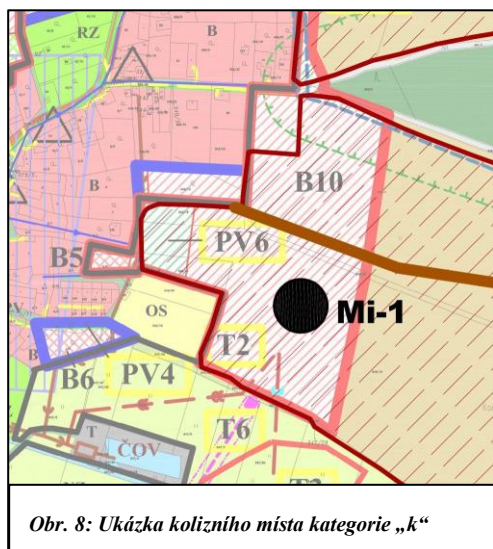 RZ
B
B
B10
B5
PV6
OS
Mi-1
T2
B
B6
PV4
T6
T
ČOV
Obr. 8: Ukázka kolizního místa kategorie „k“